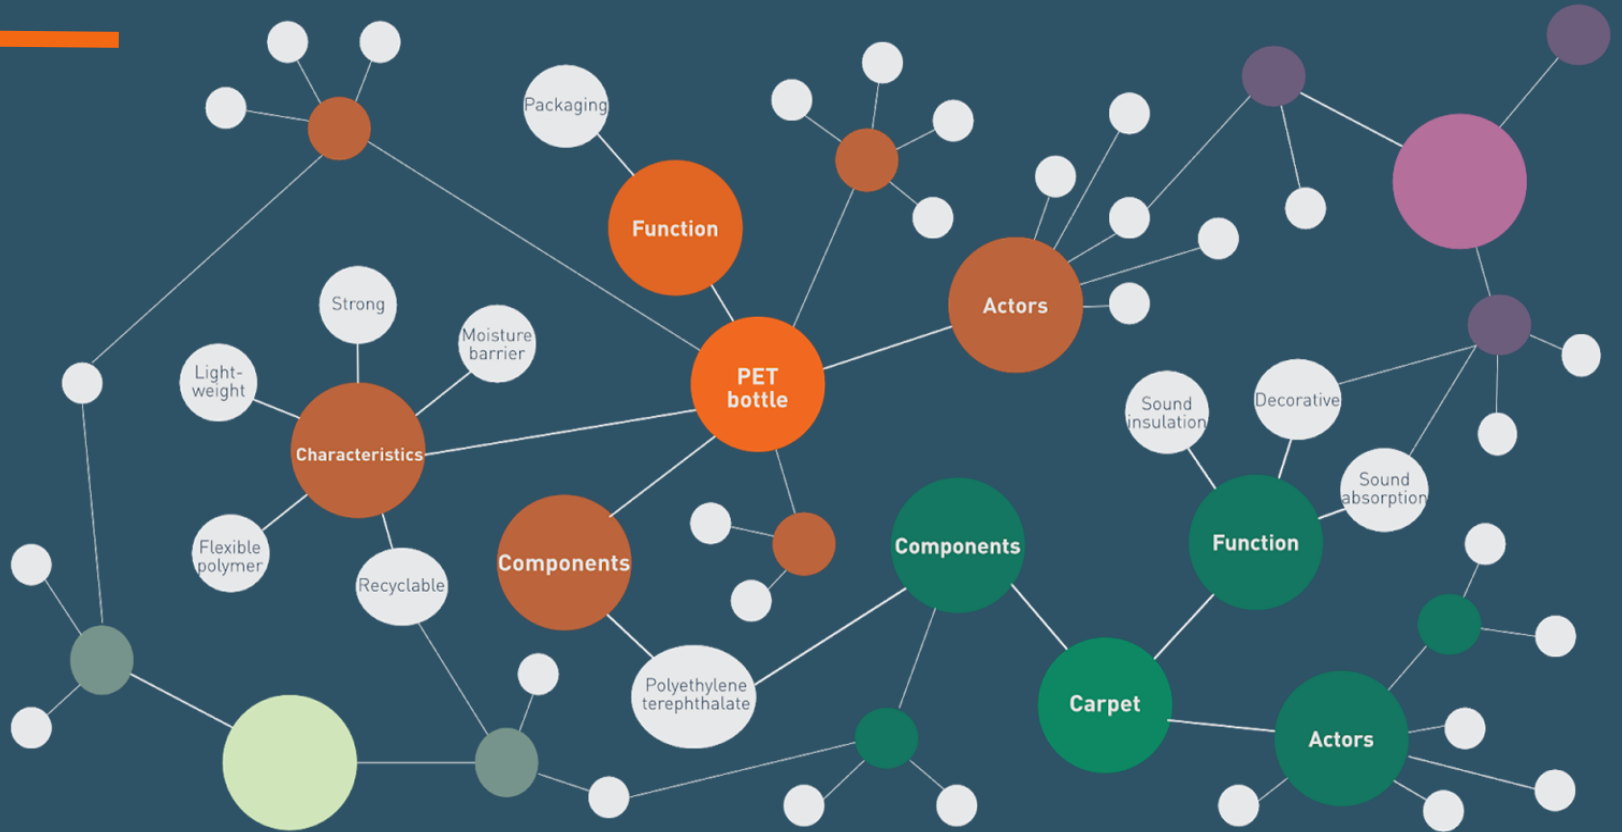 Packaging
Function
Strong
Moisture
barrier
Light-
weight
Characteristics
Flexible
polymer
Recyclable
PET
bottle
Actors
Components
Polyethylene
terephthalate
Components
Sound
insulation
Decorative
Sound
absorption
Function
Carpet
Actors